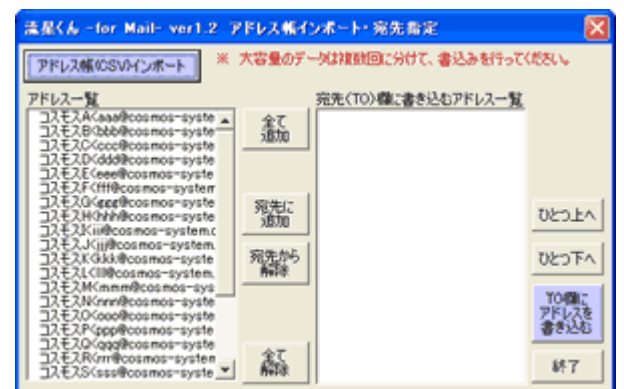 流星くん -for Mail- ver1.2 アドレス帳インポート・宛先指定
アドレス帳(CSV)インポート
※ 大容量のデータは複数回に分けて、書込みを行ってください。
アドレス一覧
宛先(TO)欄に書き込むアドレス一覧
コスモスA<aaa@cosmos-syste
コスモスB<bbb@cosmos-syste
コスモスC<ccc@cosmos-syste
コスモスD<ddd@cosmos-syste
コスモスE<eee@cosmos-syste
コスモスF<fff@cosmos-system
コスモスG<ggg@cosmos-syste
コスモスH<hhh@cosmos-syste
コスモスI<iii@cosmos-system.c
コスモスJ<jjj@cosmos-system.
コスモスK<kkk@cosmos-syste
コスモスL<lll@cosmos-system.
コスモスM<mmm@cosmos-sys
コスモスN<nnn@cosmos-syste
コスモスO<ooo@cosmos-syste
コスモスP<ppp@cosmos-syste
コスモスQ<qqq@cosmos-syste
コスモスR<rrr@cosmos-system
コスモスS<sss@cosmos-syste
全て
追加
宛先に
追加
宛先から
解除
全て
解除
ひとつ上へ
ひとつ下へ
TO欄に
アドレスを
書き込む
終了